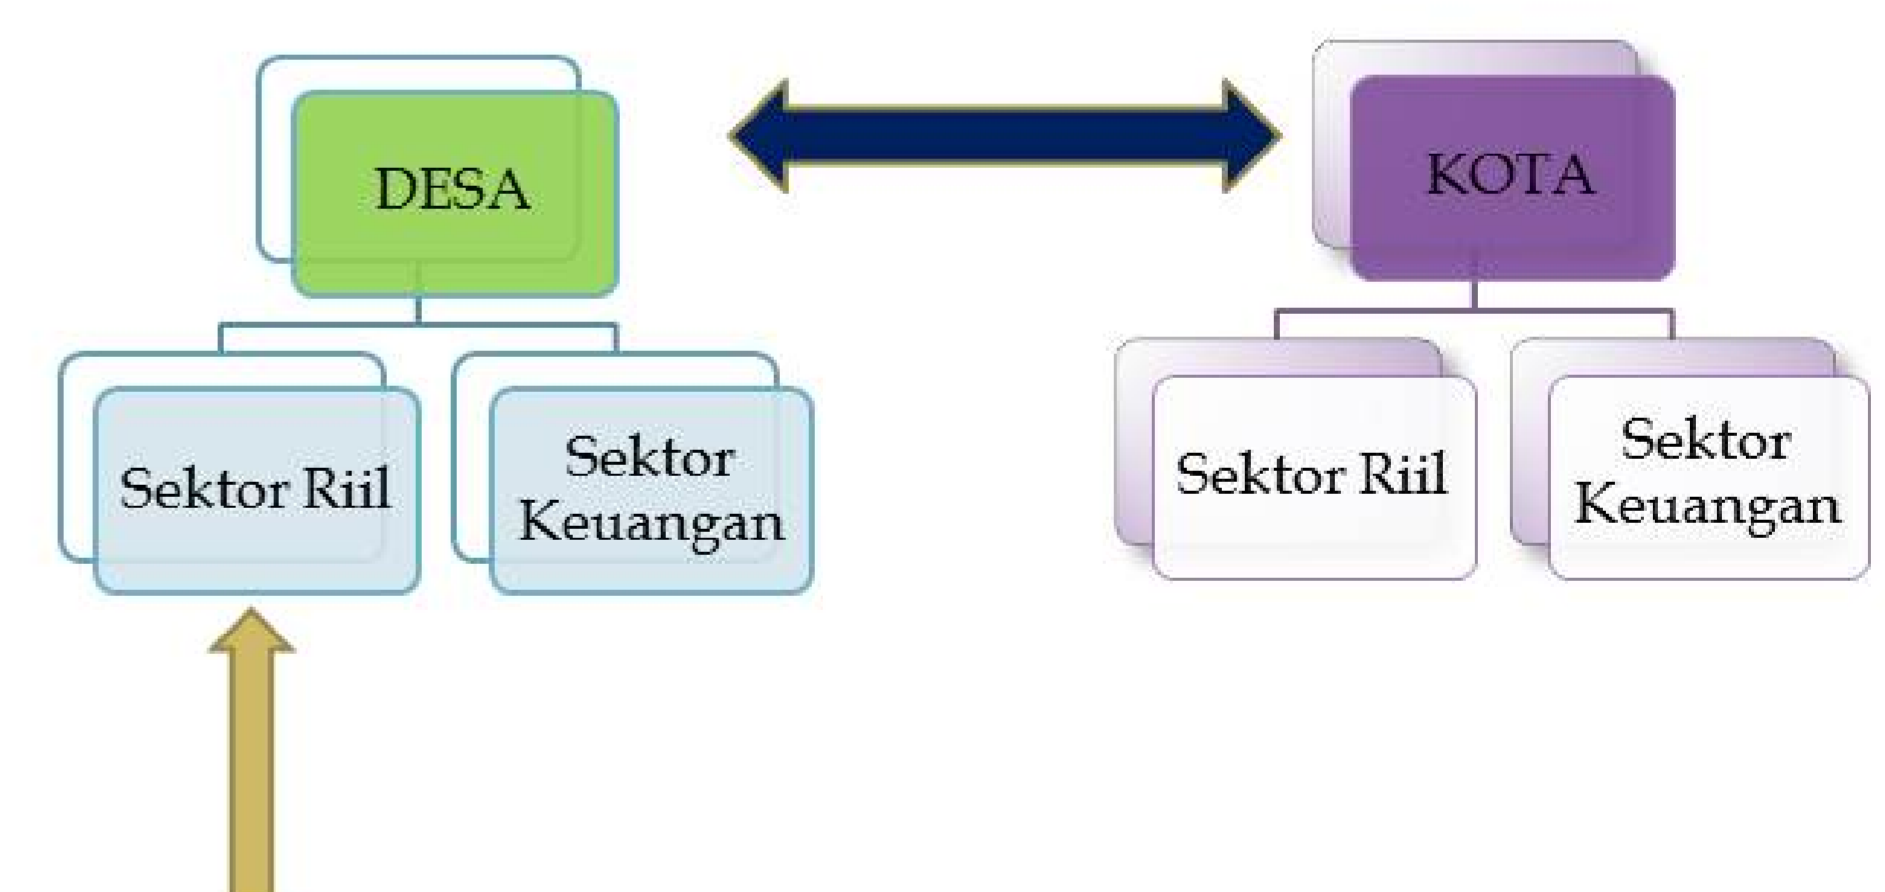 DESA
KOTA
Sektor Riil
Sektor
Keuangan
Sektor Riil
Sektor
Keuangan